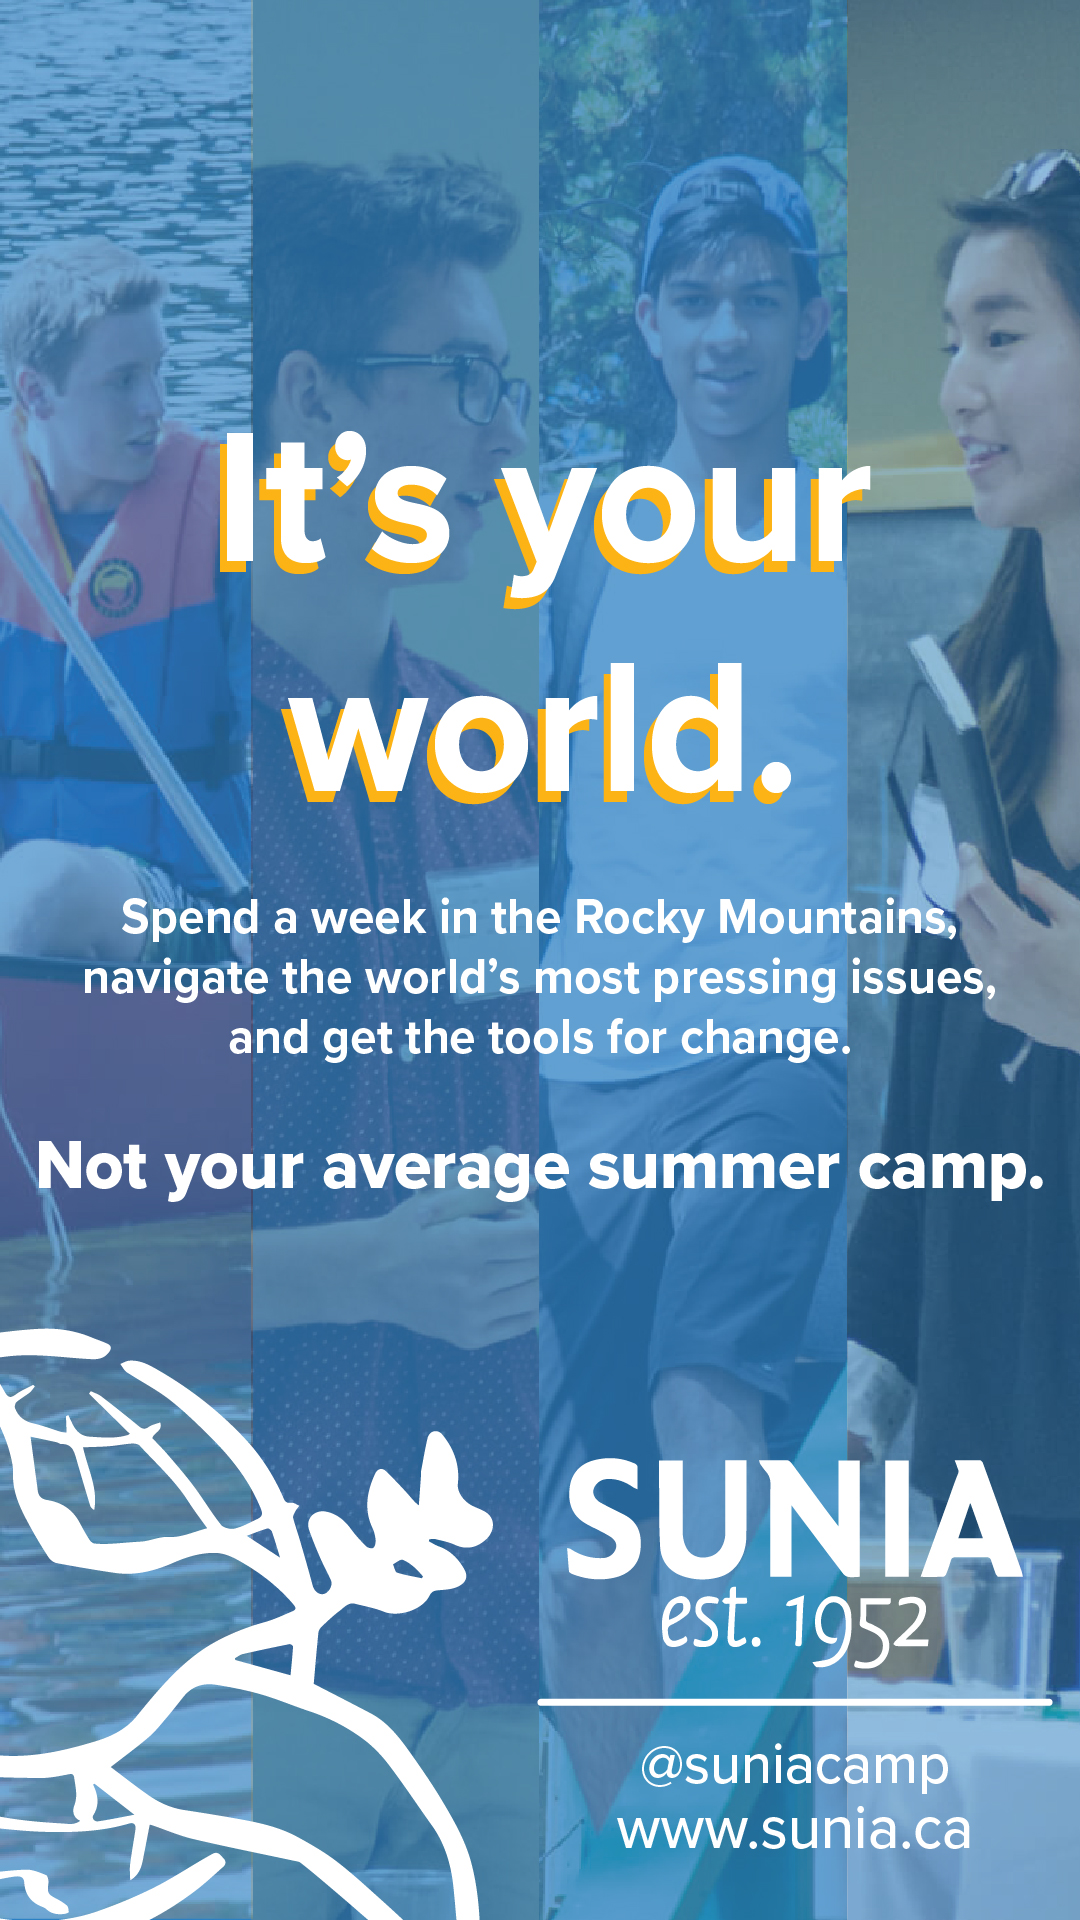 It’s your
world.
Spend a week in the Rocky Mountains,
navigate the world’s most pressing issues,
and get the tools for change.
Not your average summer camp.
SUNIA
est. 1952
@suniacamp
www.sunia.ca